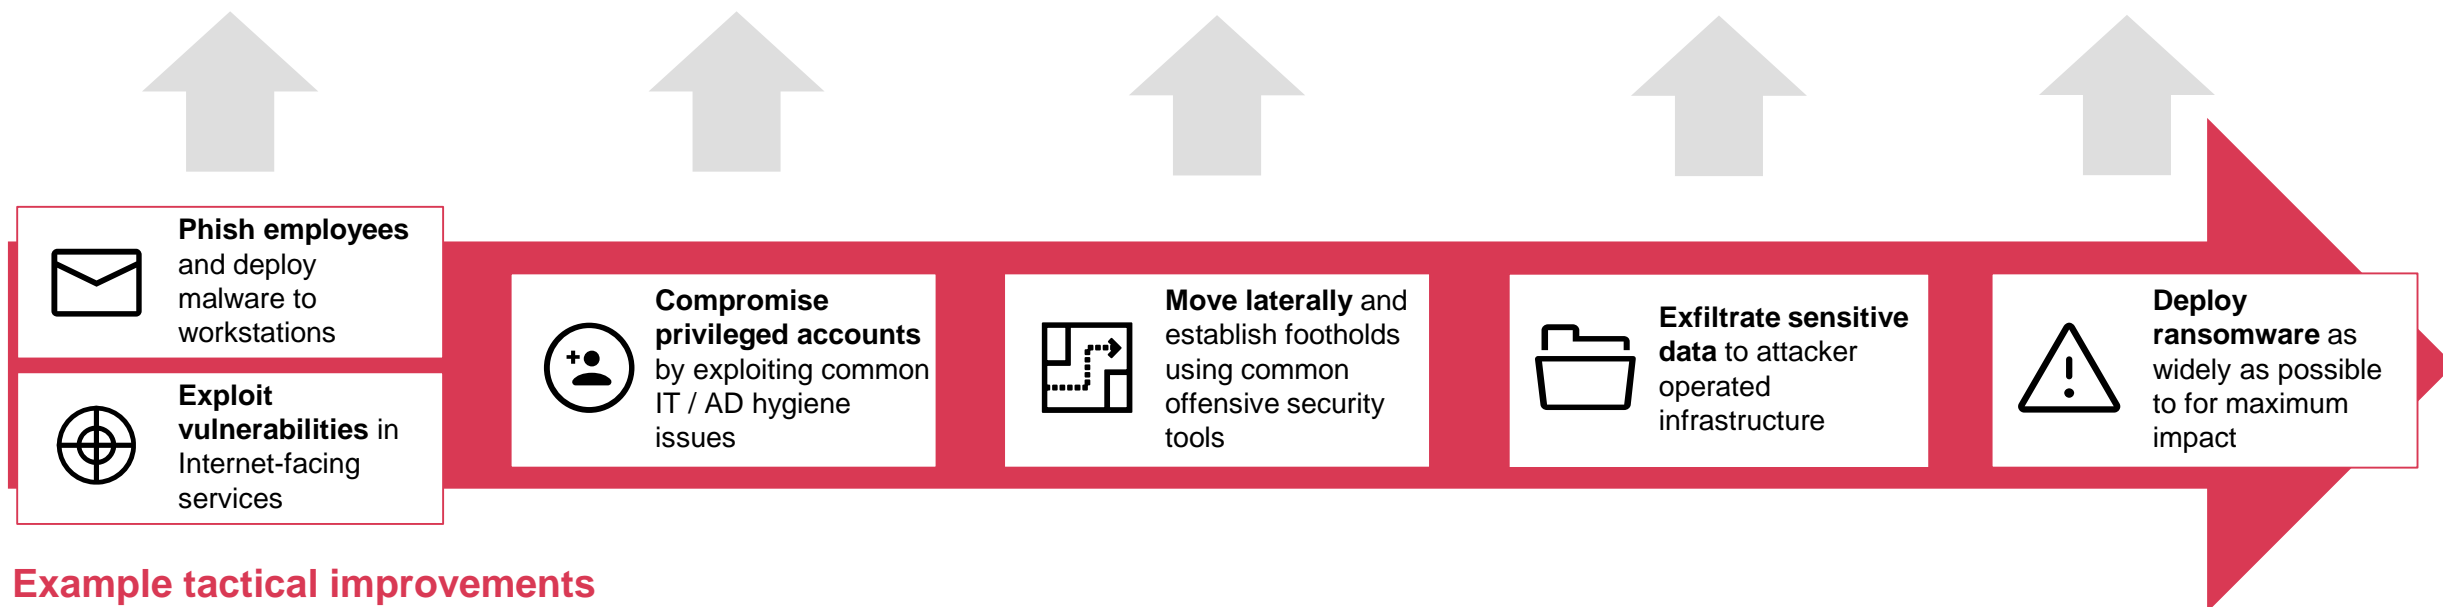 Phish employees
and deploy
malware to
workstations
Exploit
vulnerabilities in
Internet-facing
services
Compromise
privileged accounts
by exploiting common
IT / AD hygiene
issues
Move laterally and
establish footholds
using common
offensive security
tools
Exfiltrate sensitive
data to attacker
operated
infrastructure
Deploy
ransomware as
widely as possible
to for maximum
impact
Example tactical improvements